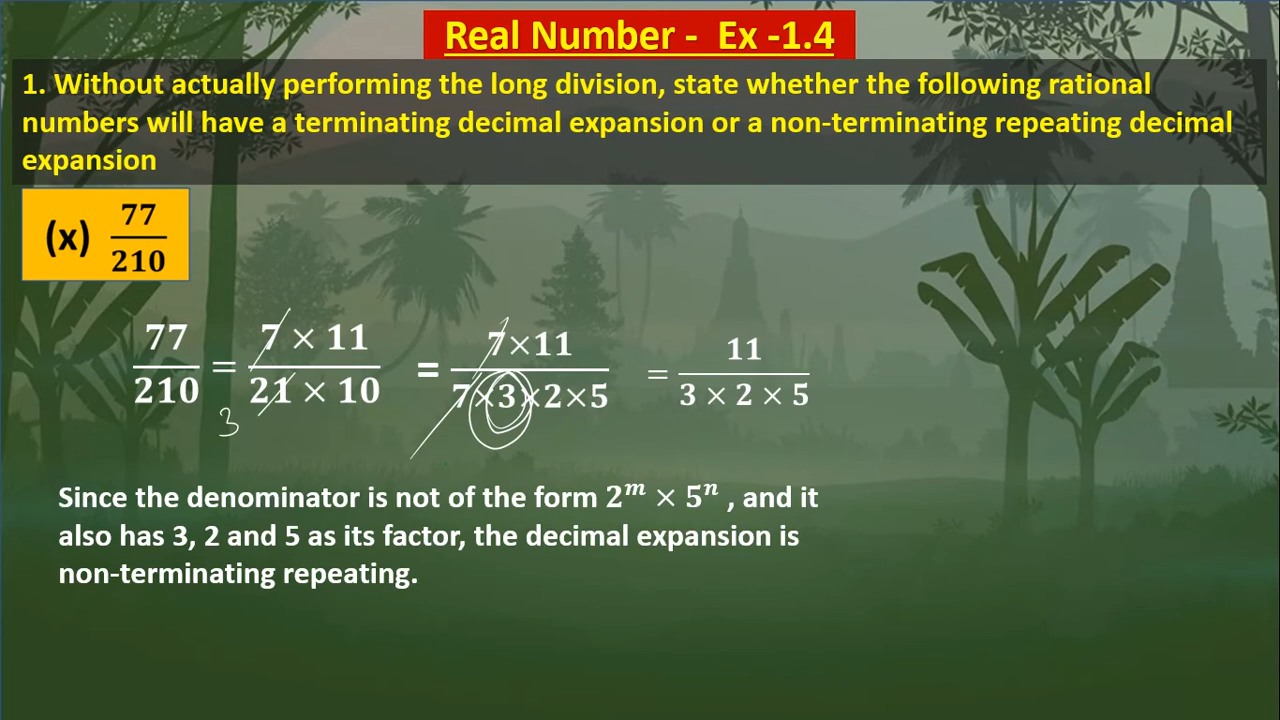 Real Number - Ex -1.4
1. Without actually performing the long division, state whether the following rational
numbers will have a terminating decimal expansion or a non-terminating repeating decimal
expansion
(x) 77/210
77/210 = (7 × 11)/(21 × 10) = (7×11)/(7×3×2×5) = 11/(3 × 2 × 5)
3
Since the denominator is not of the form 2^m × 5^n , and it
also has 3, 2 and 5 as its factor, the decimal expansion is
non-terminating repeating.